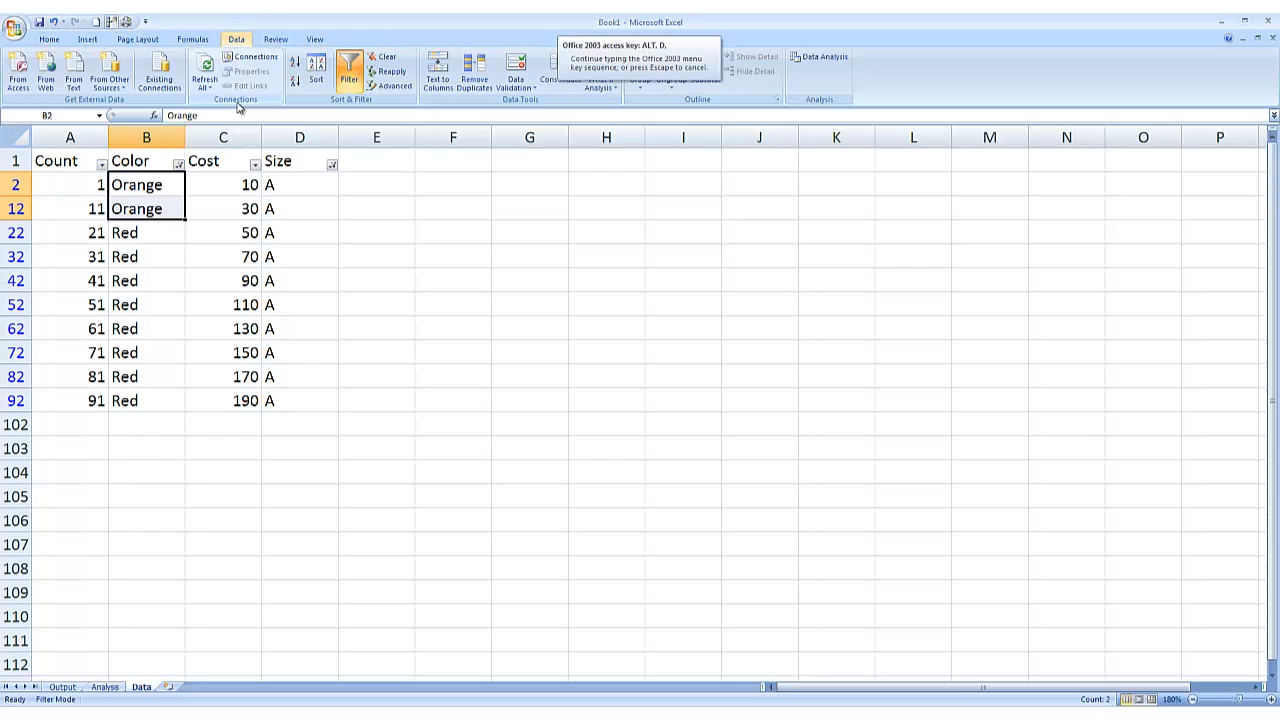 Book1 - Microsoft Excel
Home Insert Page Layout Formulas Data Review View
Office 2003 access key: ALT, D,
Continue typing the Office 2003 menu
key sequence, or press Escape to cancel.
From Access
From Web
From Text
From Other Sources
Existing Connections
Get External Data
Refresh All
Connections
Properties
Edit Links
Connections
Sort
Filter
Clear
Reapply
Advanced
Sort & Filter
Text to Columns
Remove Duplicates
Data Validation
Analysis
Data Tools
Show Detail
Hide Detail
Outline
Data Analysis
Analysis
B2 fx Orange
A B C D E F G H I J K L M N O P
1 Count Color Cost Size
2 1 Orange 10 A
12 11 Orange 30 A
22 21 Red 50 A
32 31 Red 70 A
42 41 Red 90 A
52 51 Red 110 A
62 61 Red 130 A
72 71 Red 150 A
82 81 Red 170 A
92 91 Red 190 A
102
103
104
105
106
107
108
109
110
111
112
Output Analysis Data
Ready Filter Mode Count: 2 180%